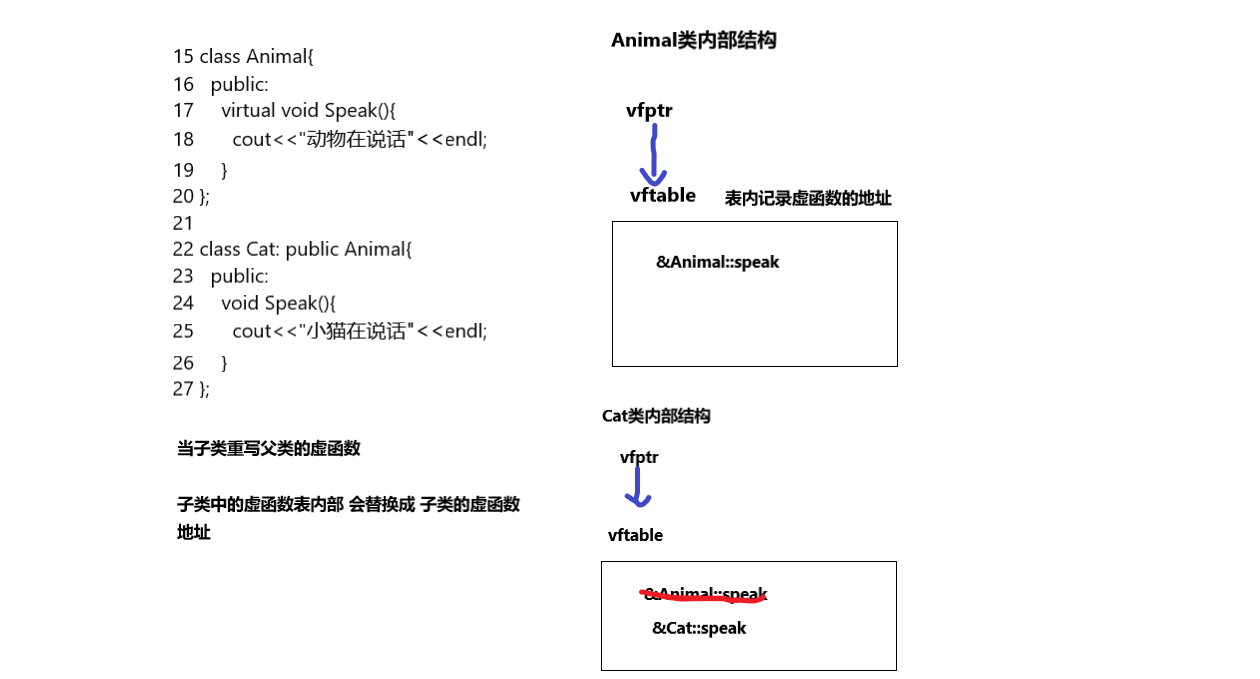 15 class Animal{
16 public:
17 virtual void Speak(){
18 cout<<"动物在说话"<<endl;
19 }
20 };
21
22 class Cat: public Animal{
23 public:
24 void Speak(){
25 cout<<"小猫在说话"<<endl;
26 }
27 };
当子类重写父类的虚函数
子类中的虚函数表内部 会替换成 子类的虚函数
地址
Animal类内部结构
vfptr
vftable 表内记录虚函数的地址
&Animal::speak
Cat类内部结构
vfptr
vftable
&Animal::speak
&Cat::speak